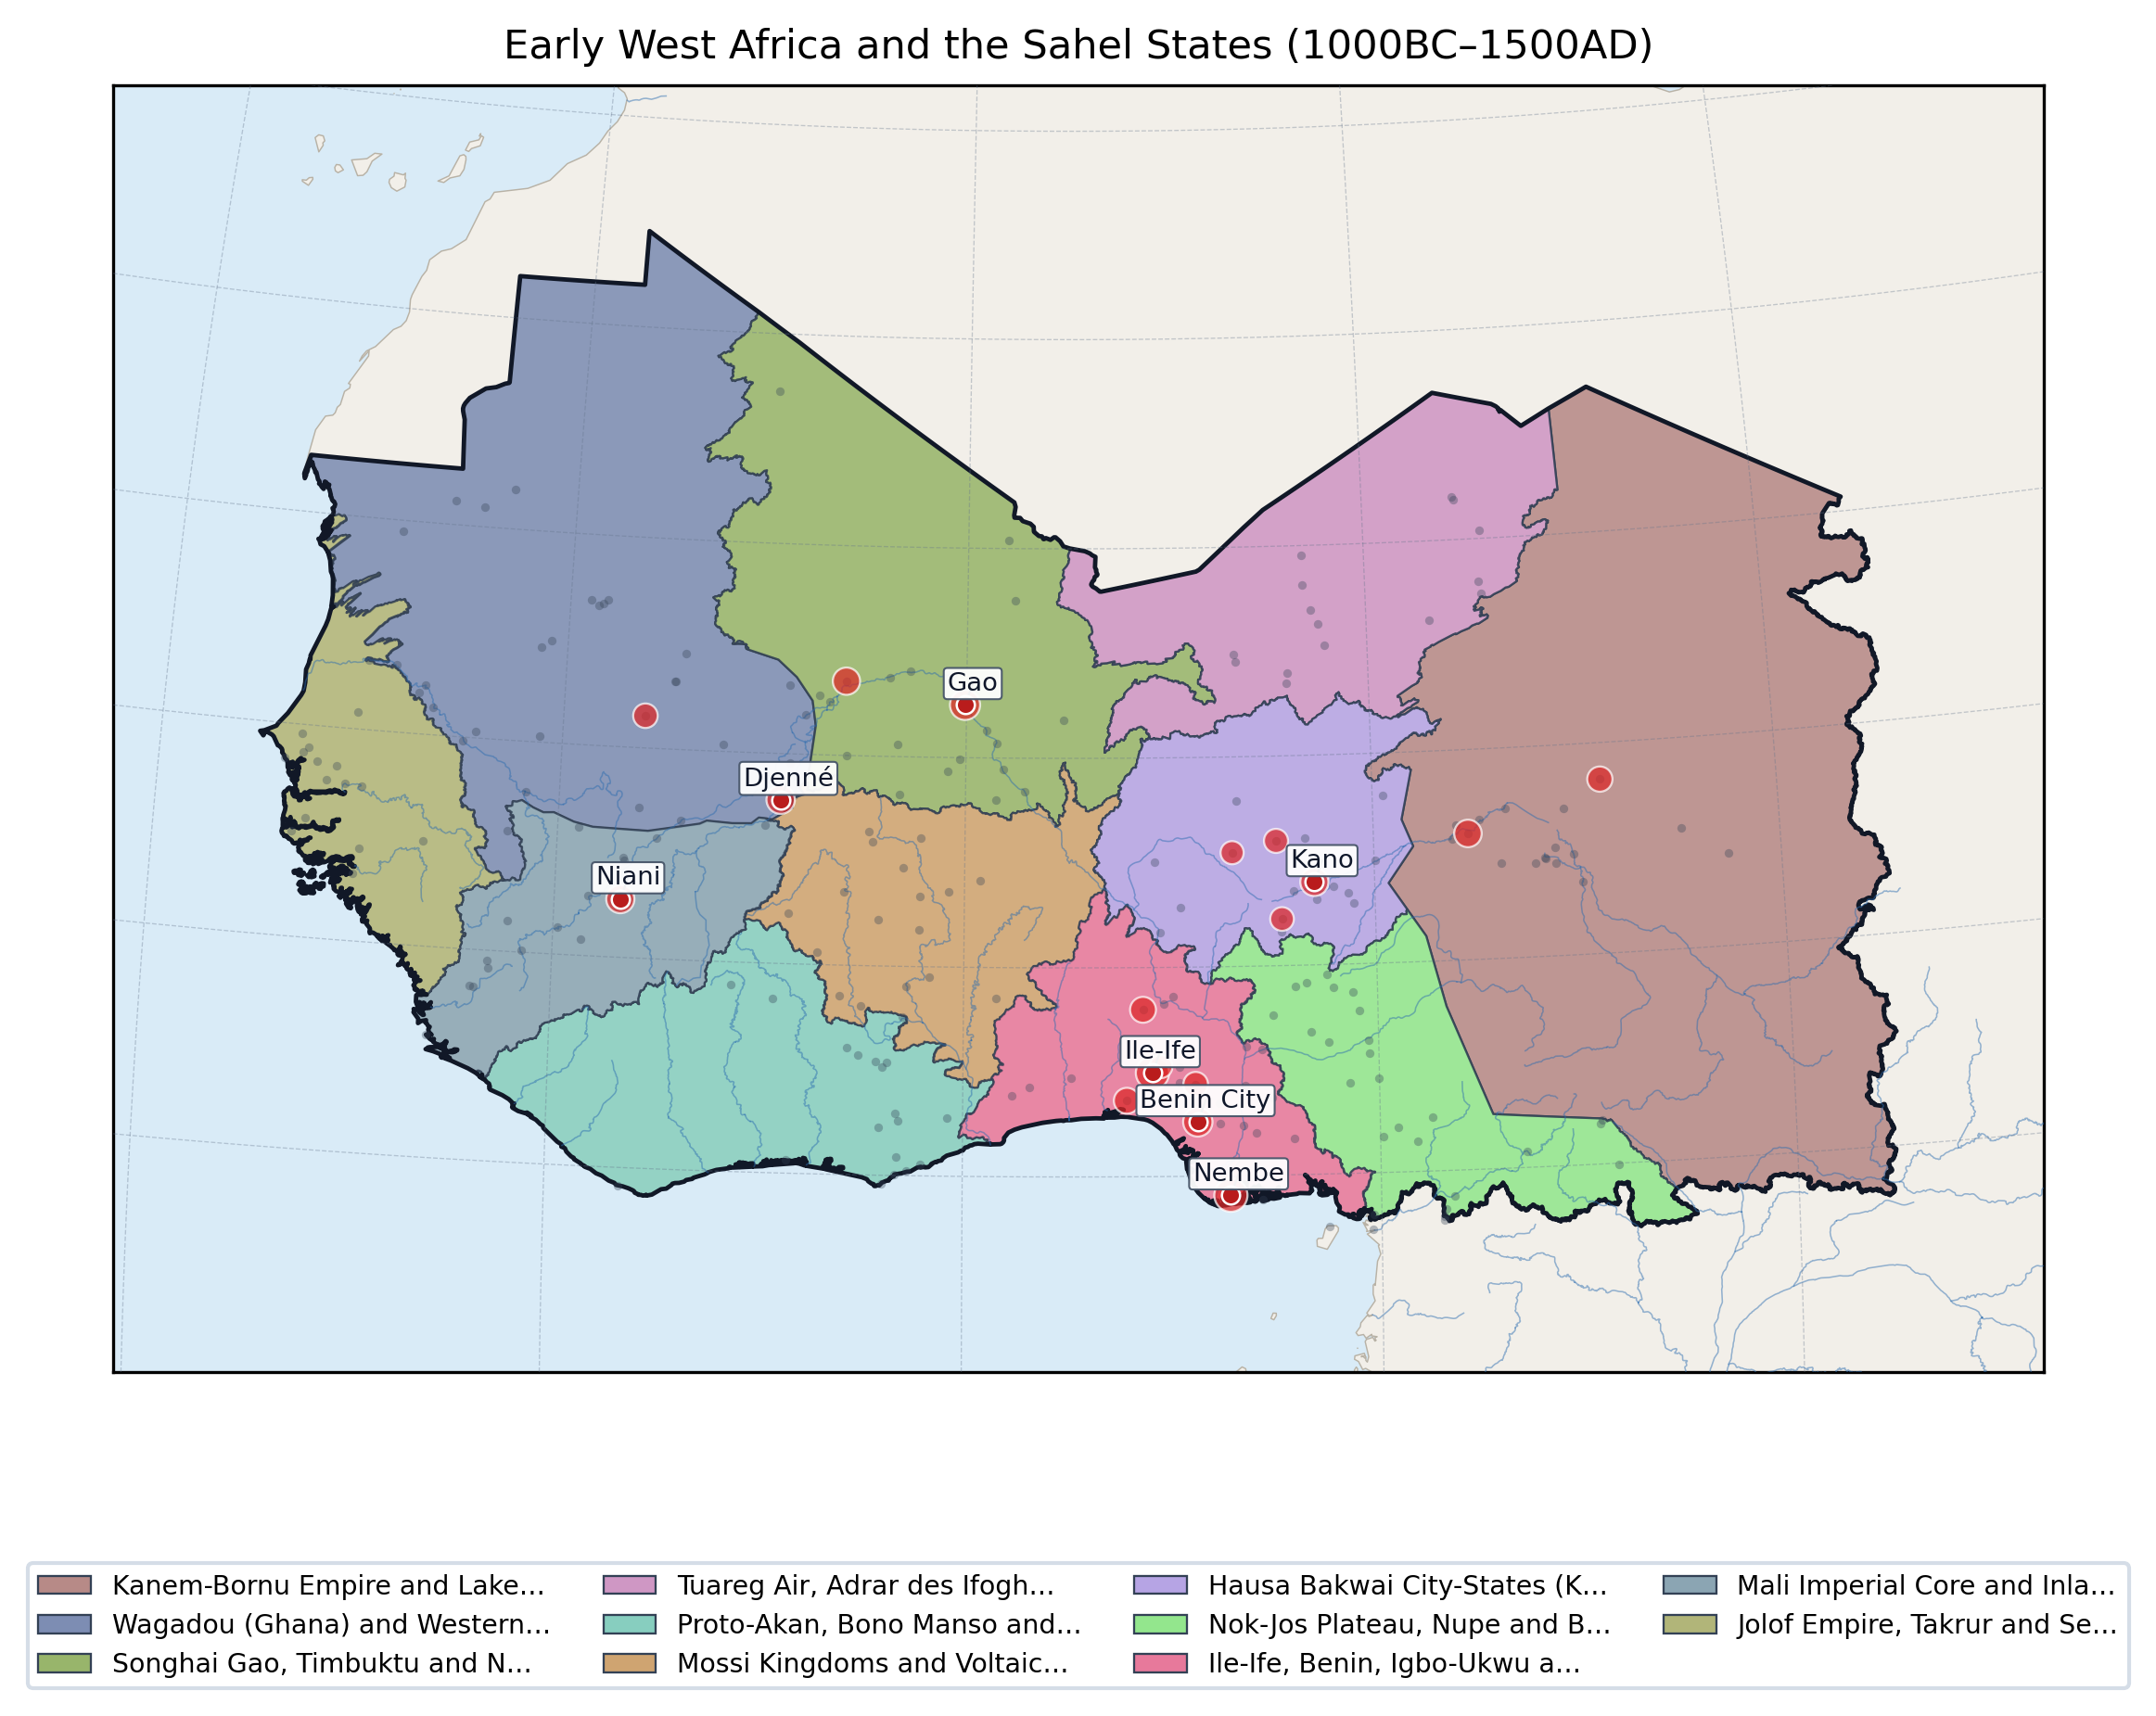 Early West Africa and the Sahel States (1000BC–1500AD)
Gao
Djenné
Kano
Niani
Ile-Ife
Benin City
Nembe
Kanem-Bornu Empire and Lake...
Wagadou (Ghana) and Western...
Songhai Gao, Timbuktu and N...
Tuareg Air, Adrar des Ifogh...
Proto-Akan, Bono Manso and...
Mossi Kingdoms and Voltaic...
Hausa Bakwai City-States (K...
Nok-Jos Plateau, Nupe and B...
Ile-Ife, Benin, Igbo-Ukwu a...
Mali Imperial Core and Inla...
Jolof Empire, Takrur and Se...